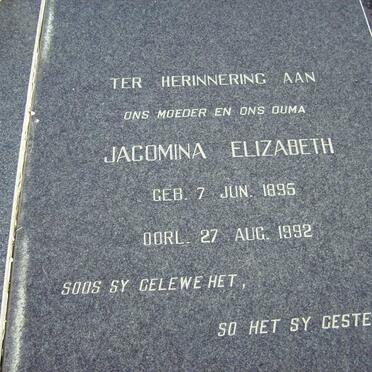 TER HERINNERING AAN
ONS MOEDER EN ONS OUMA
JACOMINA ELIZABETH
GEB. 7 JUN. 1895
OORL. 27 AUG. 1992
SOOS SY GELEWE HET,
SO HET SY GESTE